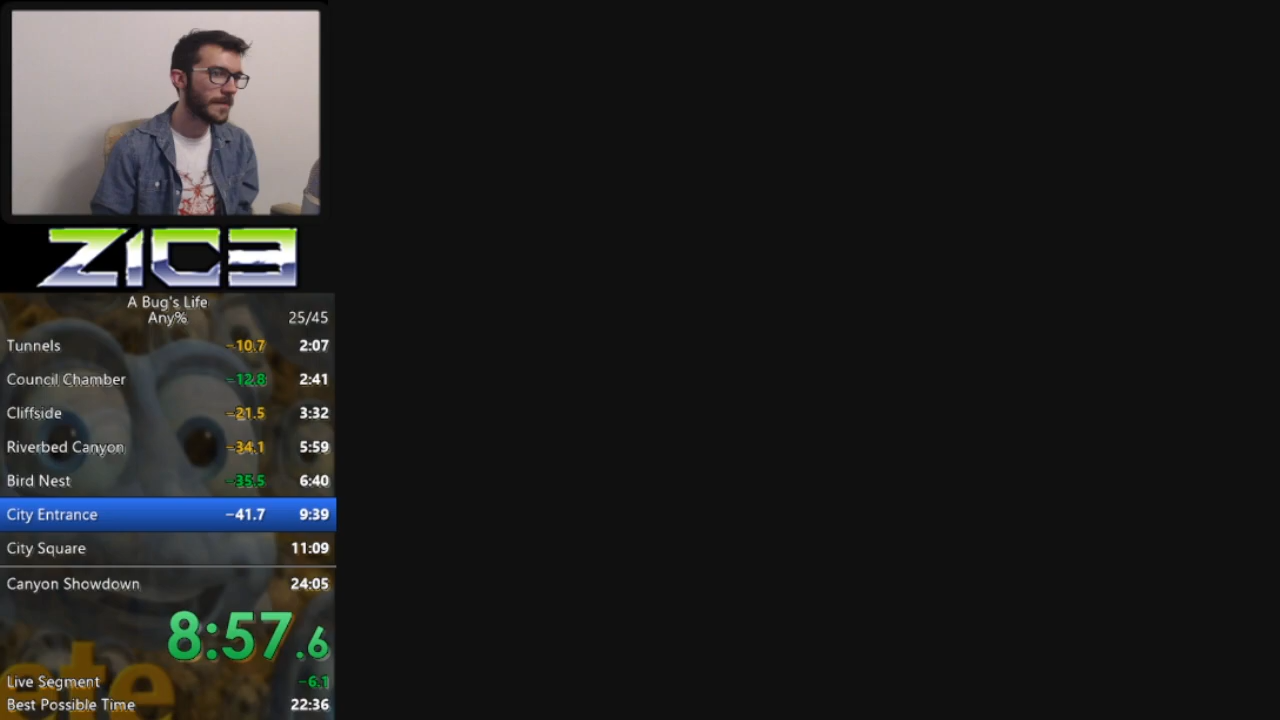 ZIC3
A Bug's Life
Any% 25/45
Tunnels -10.7 2:07
Council Chamber -12.8 2:41
Cliffside -21.5 3:32
Riverbed Canyon -34.1 5:59
Bird Nest -35.5 6:40
City Entrance -41.7 9:39
City Square 11:09
Canyon Showdown 24:05
8:57.6
ete
Live Segment -6.1
Best Possible Time 22:36